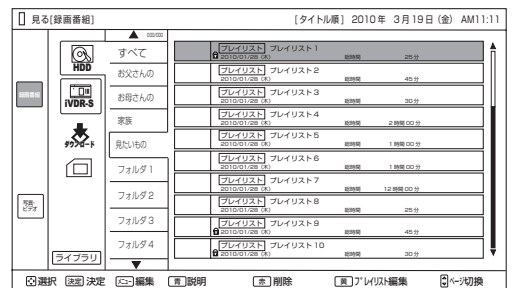 見る[録画番組] [タイトル順] 2010年 3月19日(金) AM11:11
000/000
録画番組
写真・ビデオ
HDD
iVDR-S
ダウンロード
ライブラリ
すべて
お父さんの
お母さんの
家族
見たいもの
フォルダ1
フォルダ2
フォルダ3
フォルダ4
プレイリスト プレイリスト1
2010/01/28 (木) 総時間 25分
プレイリスト プレイリスト2
2010/01/28 (木) 総時間 45分
プレイリスト プレイリスト3
2010/01/28 (木) 総時間 30分
プレイリスト プレイリスト4
2010/01/28 (木) 総時間 2時間00分
プレイリスト プレイリスト5
2010/01/28 (木) 総時間 1時間00分
プレイリスト プレイリスト6
2010/01/28 (木) 総時間 1時間00分
プレイリスト プレイリスト7
2010/01/28 (木) 総時間 12時間00分
プレイリスト プレイリスト8
2010/01/28 (木) 総時間 25分
プレイリスト プレイリスト9
2010/01/28 (木) 総時間 45分
プレイリスト プレイリスト10
2010/01/28 (木) 総時間 30分
選択 決定 決定 メニュー 編集 青 説明 赤 削除 黄 プレイリスト編集 ページ切換